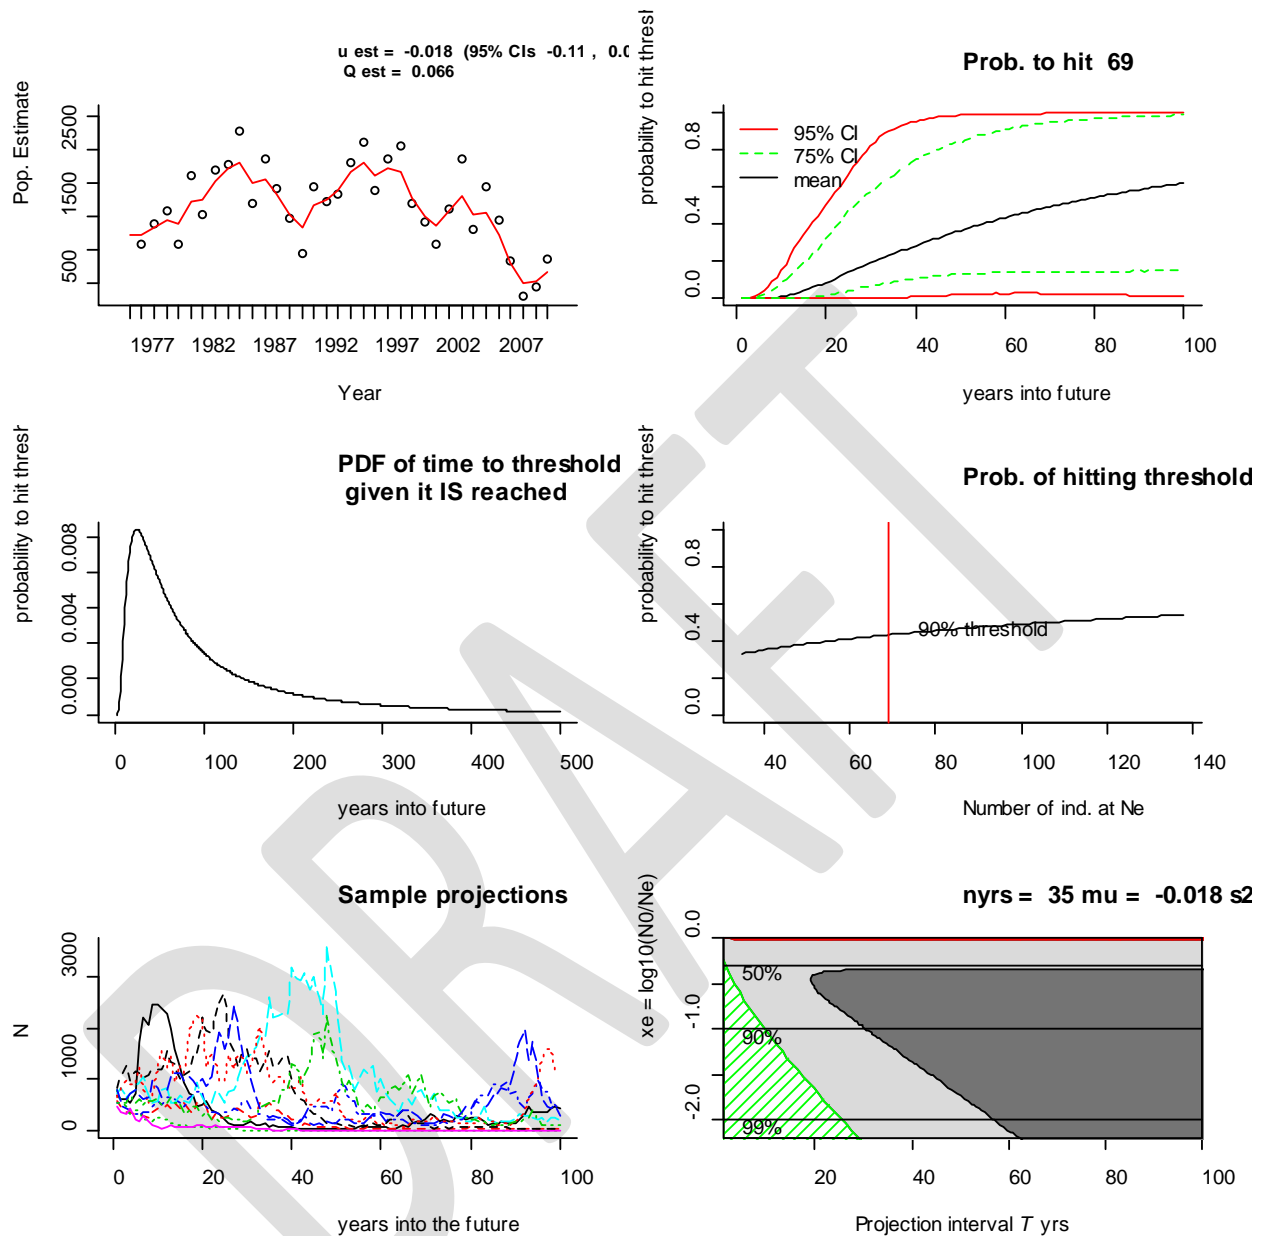 u est = -0.018 (95% CIs -0.11 , 0.0
Q est = 0.066
Pop. Estimate
500 1500 2500
1977 1982 1987 1992 1997 2002 2007
Year
Prob. to hit 69
probability to hit thresh
0.0 0.4 0.8
95% CI
75% CI
mean
0 20 40 60 80 100
years into future
PDF of time to threshold
given it IS reached
probability to hit thresh
0.000 0.004 0.008
0 100 200 300 400 500
years into future
Prob. of hitting threshold
probability to hit thresh
0.0 0.4 0.8
90% threshold
40 60 80 100 120 140
Number of ind. at Ne
Sample projections
N
0 1000 3000
0 20 40 60 80 100
years into the future
nyrs = 35 mu = -0.018 s2
xe = log10(N0/Ne)
-2.0 -1.0 0.0
50%
90%
99%
20 40 60 80 100
Projection interval T yrs
DRAFT